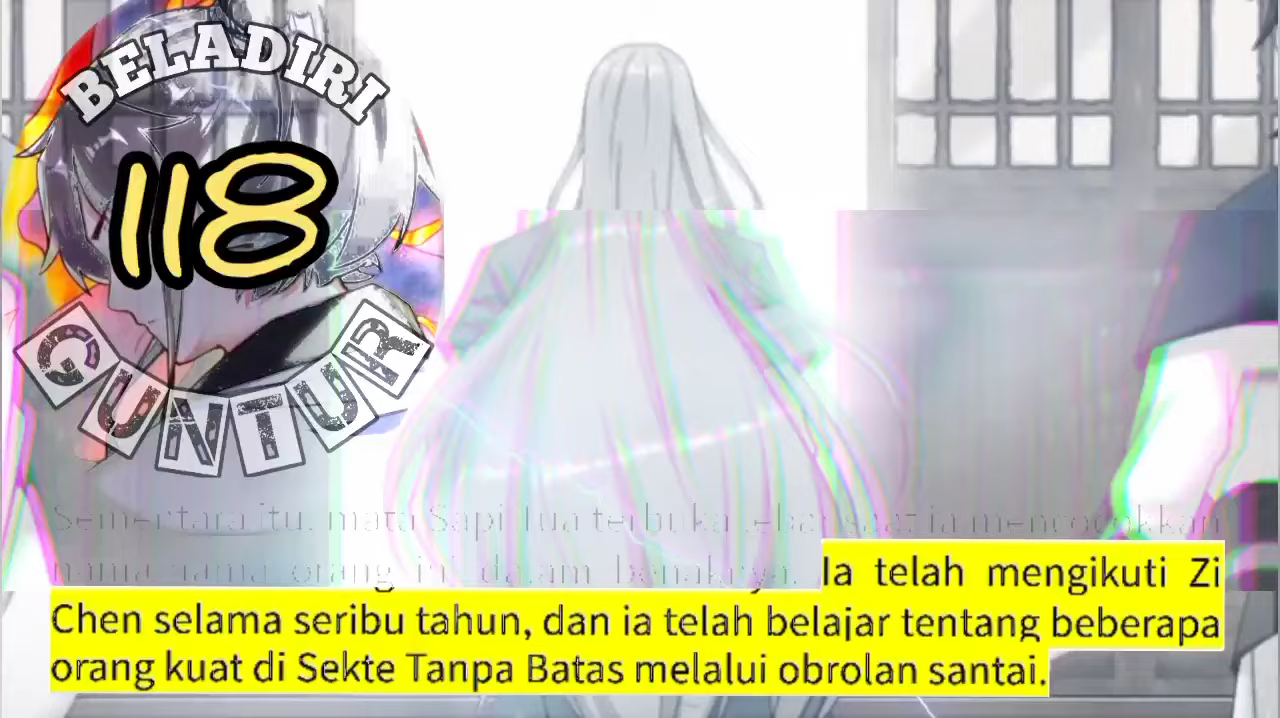 BELADIRI
118
GUNTUR
Sementara itu, mata Sapi Tua terbuka lebar saat ia mencocokkan
nama-nama orang ini dalam benaknya. Ia telah mengikuti Zi
Chen selama seribu tahun, dan ia telah belajar tentang beberapa
orang kuat di Sekte Tanpa Batas melalui obrolan santai.